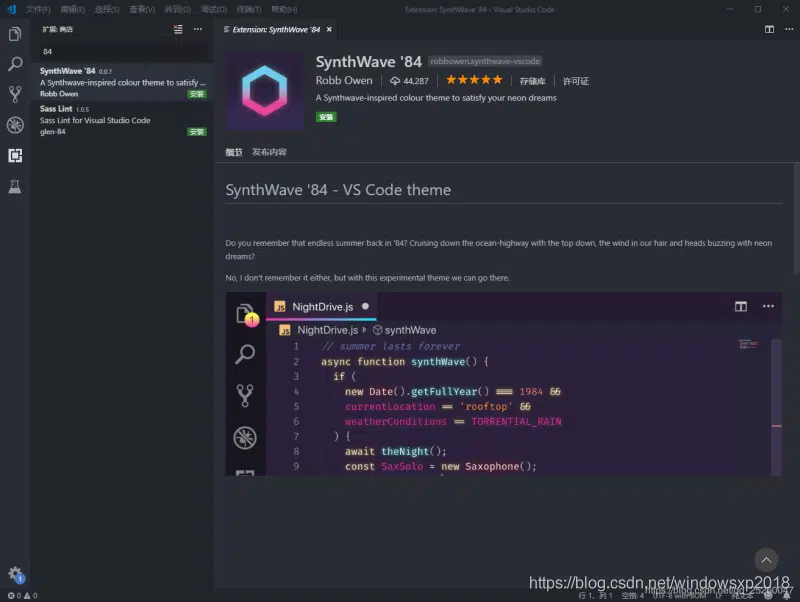 文件(F) 编辑(E) 选择(S) 查看(V) 转到(G) 调试(D) 终端(T) 帮助(H) Extension: SynthWave '84 - Visual Studio Code
扩展: 商店
Extension: SynthWave '84 ×
84
SynthWave '84 0.0.7
A Synthwave-inspired colour theme to satisfy ...
Robb Owen 安装
Sass Lint 1.0.5
Sass Lint for Visual Studio Code
glen-84 安装
SynthWave '84 robbowen.synthwave-vscode
Robb Owen 44,287 存储库 许可证
A Synthwave-inspired colour theme to satisfy your neon dreams
安装
细节 发布内容
SynthWave '84 - VS Code theme
Do you remember that endless summer back in '84? Cruising down the ocean-highway with the top down, the wind in our hair and heads buzzing with neon
dreams?
No, I don't remember it either, but with this experimental theme we can go there.
1
JS NightDrive.js
JS NightDrive.js synthWave
1 // summer lasts forever
2 async function synthWave() {
3 if (
4 new Date().getFullYear() === 1984 &&
5 currentLocation == 'rooftop' &&
6 weatherConditions == TORRENTIAL_RAIN
7 ) {
8 await theNight();
9 const SaxSolo = new Saxophone();
1
https://blog.csdn.net/windowsxp2018
0 0 行 1，列 1 空格: 4 UTF-8 with BOM LF 纯文本